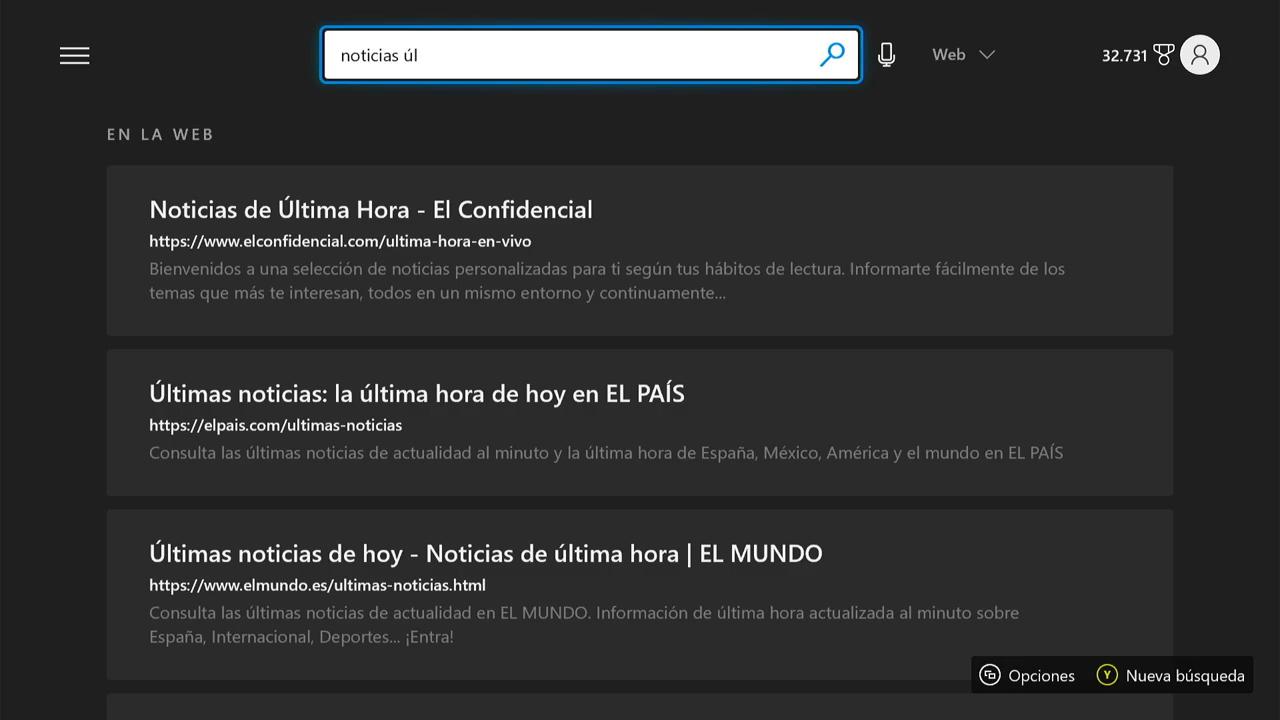 noticias úl
Web
32.731
EN LA WEB
Noticias de Última Hora - El Confidencial
https://www.elconfidencial.com/ultima-hora-en-vivo
Bienvenidos a una selección de noticias personalizadas para ti según tus hábitos de lectura. Informarte fácilmente de los
temas que más te interesan, todos en un mismo entorno y continuamente...
Últimas noticias: la última hora de hoy en EL PAÍS
https://elpais.com/ultimas-noticias
Consulta las últimas noticias de actualidad al minuto y la última hora de España, México, América y el mundo en EL PAÍS
Últimas noticias de hoy - Noticias de última hora | EL MUNDO
https://www.elmundo.es/ultimas-noticias.html
Consulta las últimas noticias de actualidad en EL MUNDO. Información de última hora actualizada al minuto sobre
España, Internacional, Deportes... ¡Entra!
Opciones
Y Nueva búsqueda